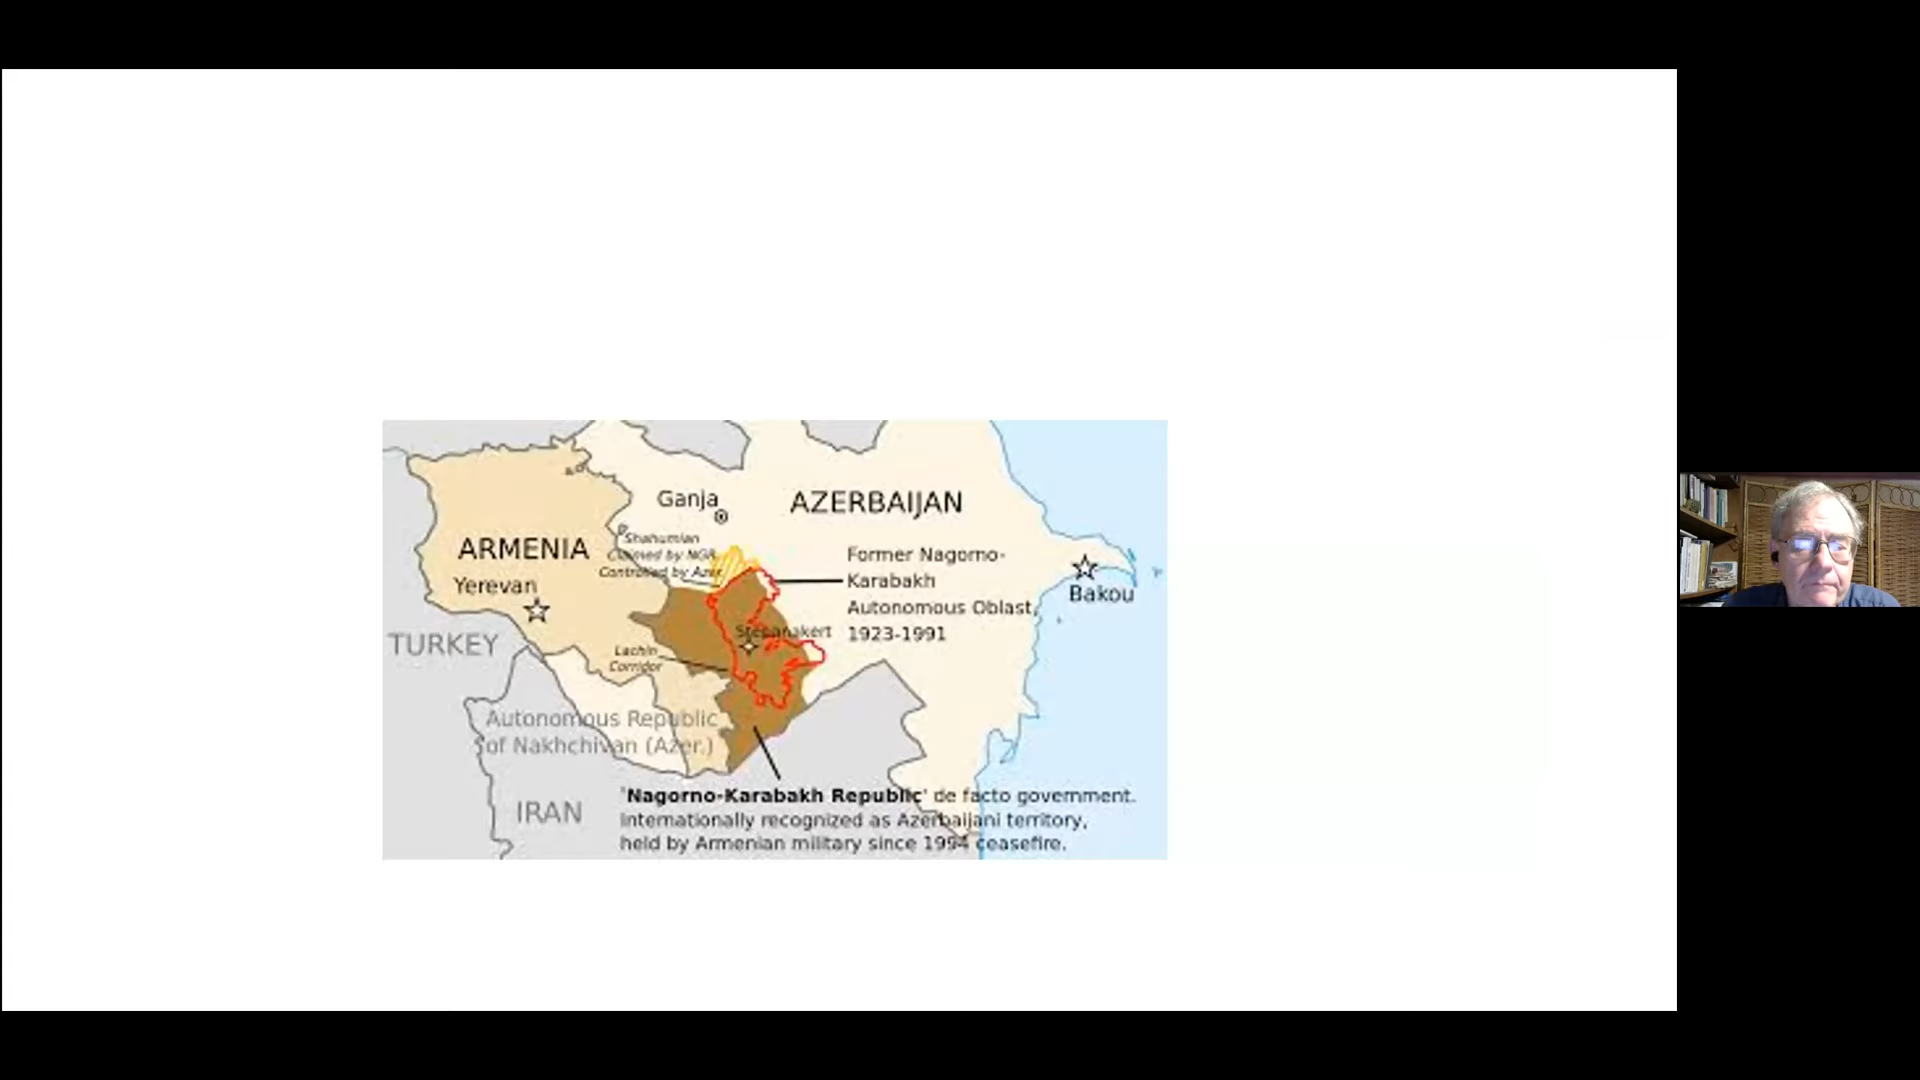 Ganja
AZERBAIJAN
ARMENIA
Shahumian
Claimed by NGR,
Controlled by Azer.
Former Nagorno-
Karabakh
Autonomous Oblast,
1923-1991
Yerevan
Bakou
Stepanakert
TURKEY
Lachin
Corridor
Autonomous Republic
of Nakhchivan (Azer.)
IRAN
'Nagorno-Karabakh Republic' de facto government.
Internationally recognized as Azerbaijani territory,
held by Armenian military since 1994 ceasefire.